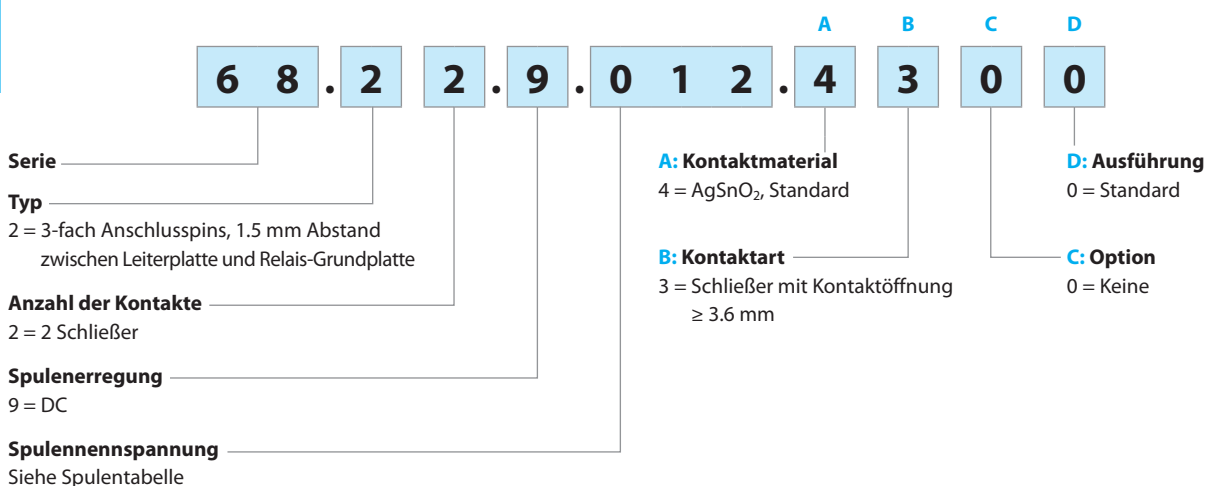 A B C D
6 8 . 2 2 . 9 . 0 1 2 . 4 3 0 0
Serie
Typ
2 = 3-fach Anschlusspins, 1.5 mm Abstand
zwischen Leiterplatte und Relais-Grundplatte
Anzahl der Kontakte
2 = 2 Schließer
Spulenerregung
9 = DC
Spulennennspannung
Siehe Spulentabelle
A: Kontaktmaterial
4 = AgSnO₂, Standard
B: Kontaktart
3 = Schließer mit Kontaktöffnung
≥ 3.6 mm
D: Ausführung
0 = Standard
C: Option
0 = Keine